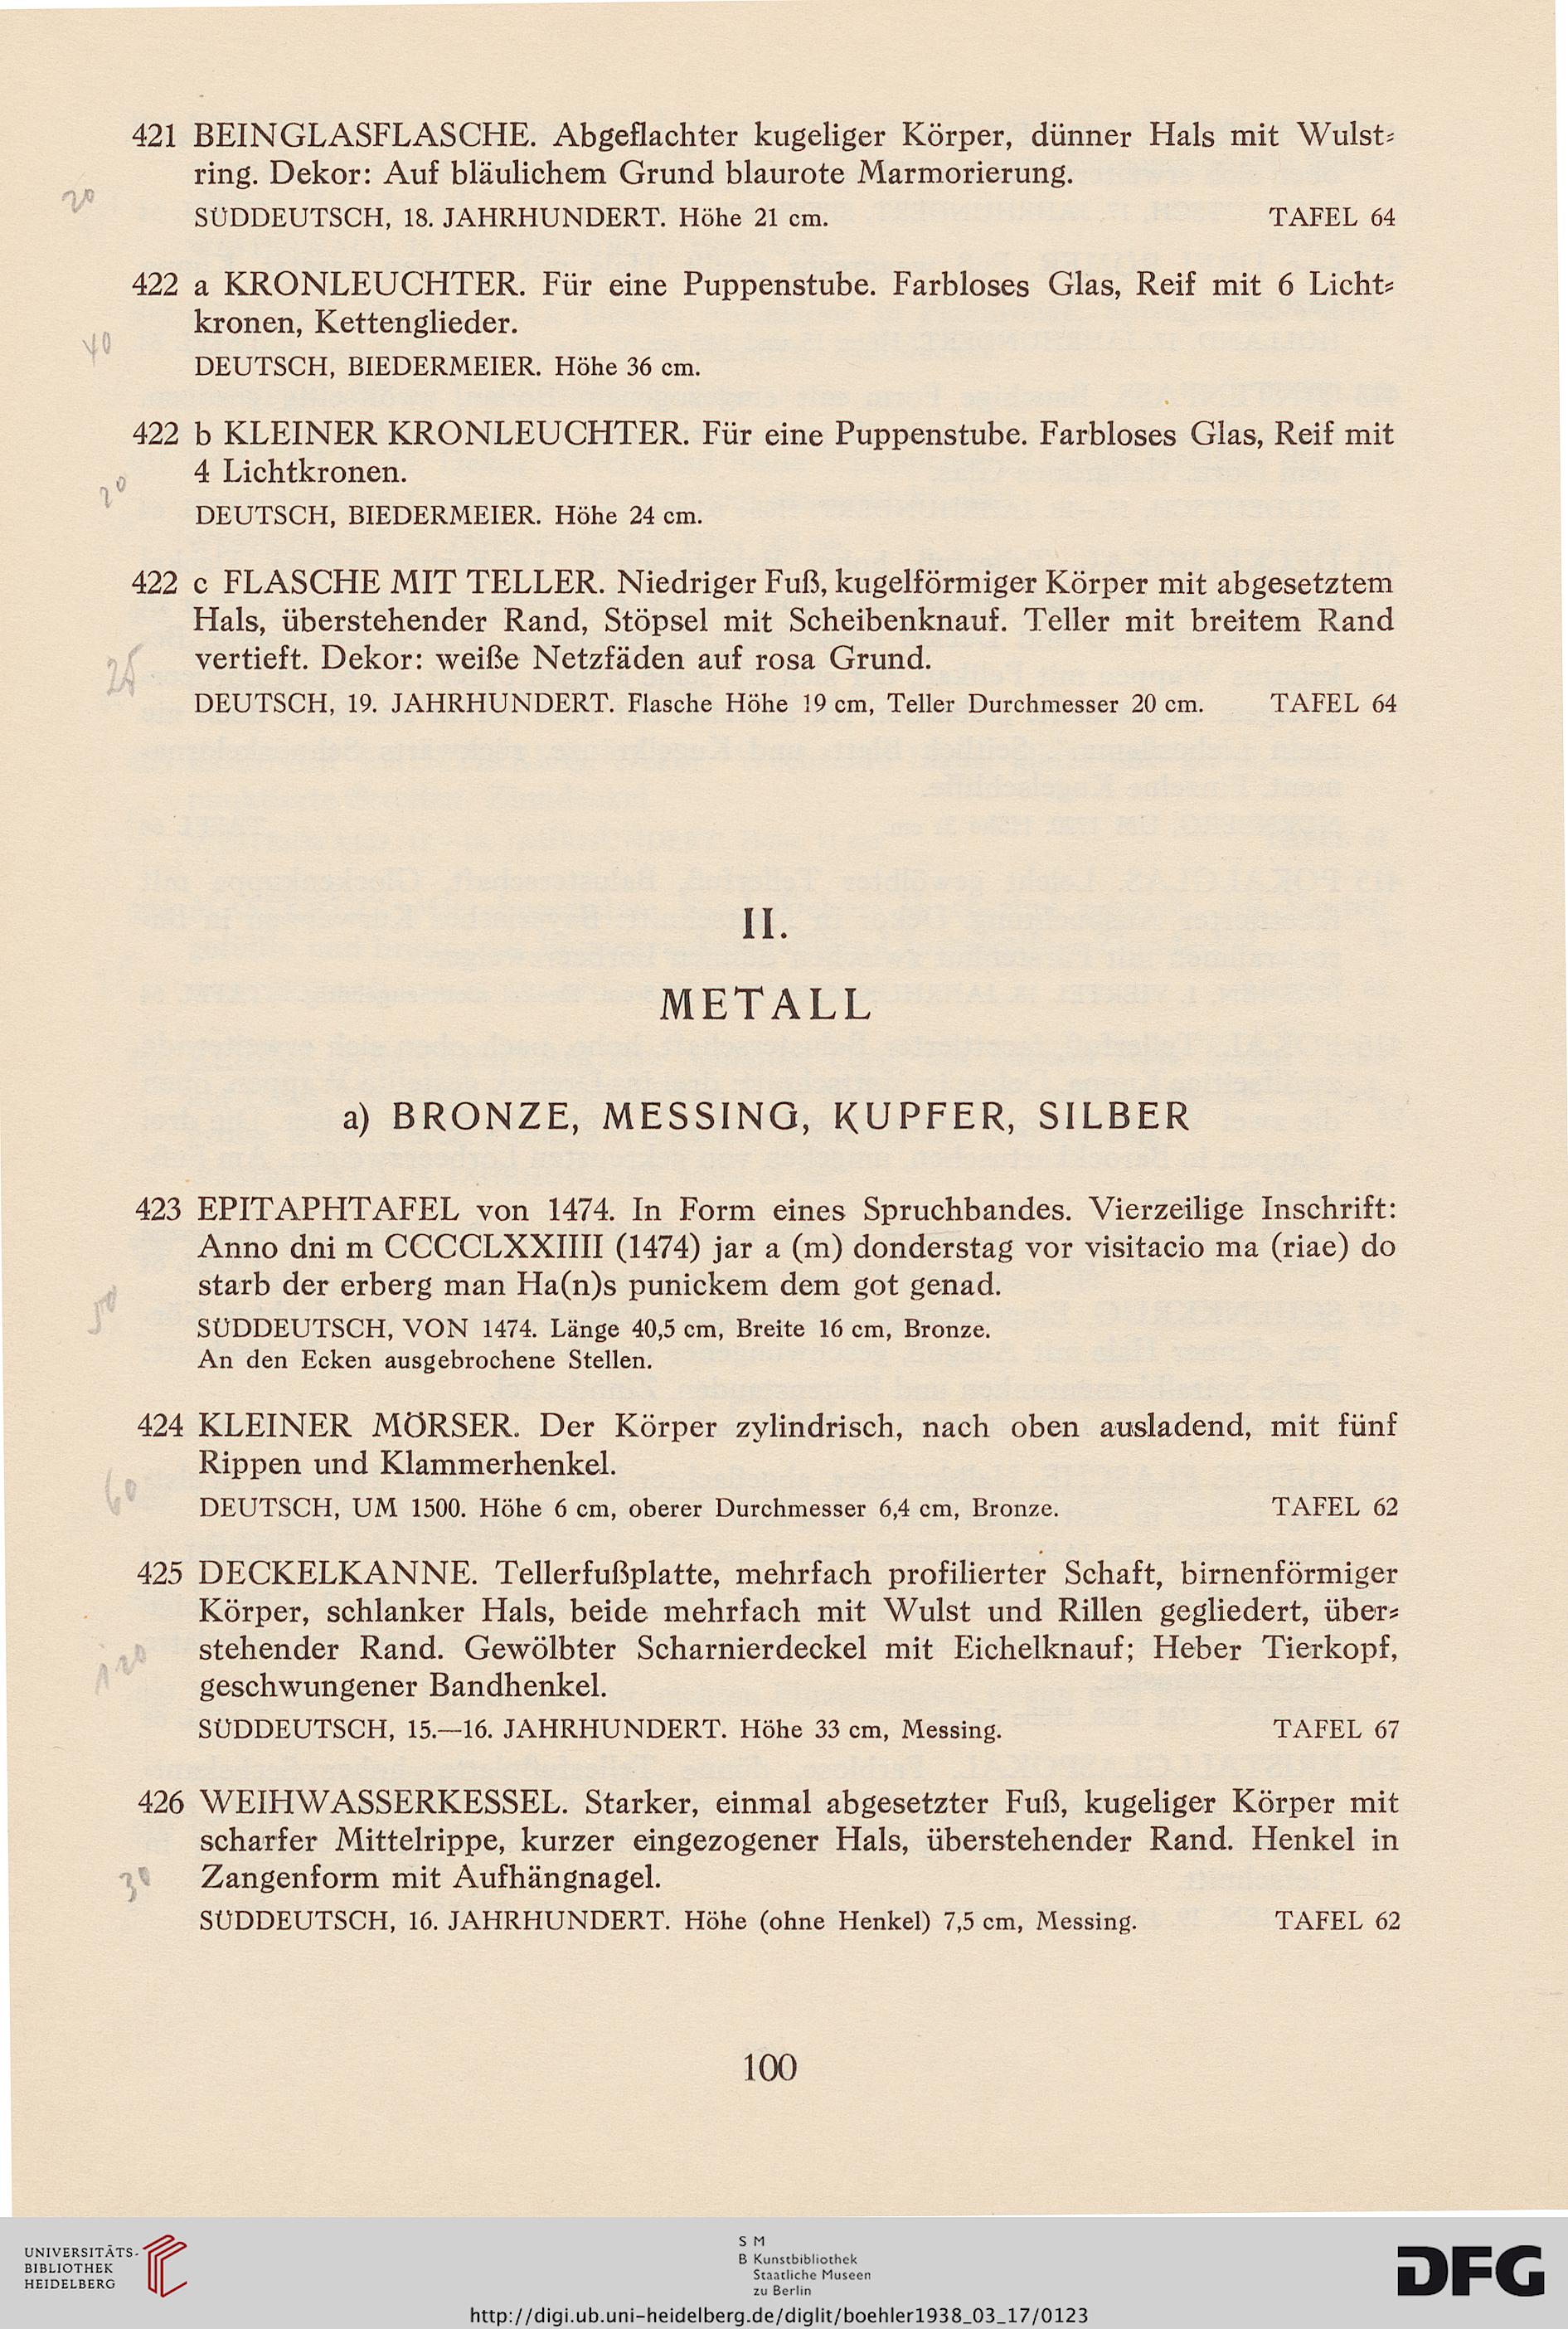 421 BEINGLASFLASCHE. Abgeflachter kugeliger Körper, dünner Hals mit Wulst-
ring. Dekor: Auf bläulichem Grund blaurote Marmorierung.
20
SÜDDEUTSCH, 18. JAHRHUNDERT. Höhe 21 cm. TAFEL 64
422 a KRONLEUCHTER. Für eine Puppenstube. Farbloses Glas, Reif mit 6 Licht-
kronen, Kettenglieder.
40
DEUTSCH, BIEDERMEIER. Höhe 36 cm.
422 b KLEINER KRONLEUCHTER. Für eine Puppenstube. Farbloses Glas, Reif mit
4 Lichtkronen.
20
DEUTSCH, BIEDERMEIER. Höhe 24 cm.
422 c FLASCHE MIT TELLER. Niedriger Fuß, kugelförmiger Körper mit abgesetztem
Hals, überstehender Rand, Stöpsel mit Scheibenknauf. Teller mit breitem Rand
25 vertieft. Dekor: weiße Netzfäden auf rosa Grund.
DEUTSCH, 19. JAHRHUNDERT. Flasche Höhe 19 cm, Teller Durchmesser 20 cm. TAFEL 64
II.
METALL
a) BRONZE, MESSING, KUPFER, SILBER
423 EPITAPHTAFEL von 1474. In Form eines Spruchbandes. Vierzeilige Inschrift:
Anno dni m CCCCLXXIIII (1474) jar a (m) donderstag vor visitacio ma (riae) do
starb der erberg man Ha(n)s punickem dem got genad.
50
SÜDDEUTSCH, VON 1474. Länge 40,5 cm, Breite 16 cm, Bronze.
An den Ecken ausgebrochene Stellen.
424 KLEINER MÖRSER. Der Körper zylindrisch, nach oben ausladend, mit fünf
Rippen und Klammerhenkel.
60
DEUTSCH, UM 1500. Höhe 6 cm, oberer Durchmesser 6,4 cm, Bronze. TAFEL 62
425 DECKELKANNE. Tellerfußplatte, mehrfach profilierter Schaft, birnenförmiger
Körper, schlanker Hals, beide mehrfach mit Wulst und Rillen gegliedert, über-
stehender Rand. Gewölbter Scharnierdeckel mit Eichelknauf; Heber Tierkopf,
120
geschwungener Bandhenkel.
SÜDDEUTSCH, 15.—16. JAHRHUNDERT. Höhe 33 cm, Messing. TAFEL 67
426 WEIHWASSERKESSEL. Starker, einmal abgesetzter Fuß, kugeliger Körper mit
scharfer Mittelrippe, kurzer eingezogener Hals, überstehender Rand. Henkel in
30 Zangenform mit Aufhängnagel.
SÜDDEUTSCH, 16. JAHRHUNDERT. Höhe (ohne Henkel) 7,5 cm, Messing. TAFEL 62
100
UNIVERSITÄTS-
BIBLIOTHEK
HEIDELBERG
S M
B Kunstbibliothek
Staatliche Museen
zu Berlin
DFG
http://digi.ub.uni-heidelberg.de/diglit/boehler1938_03_17/0123